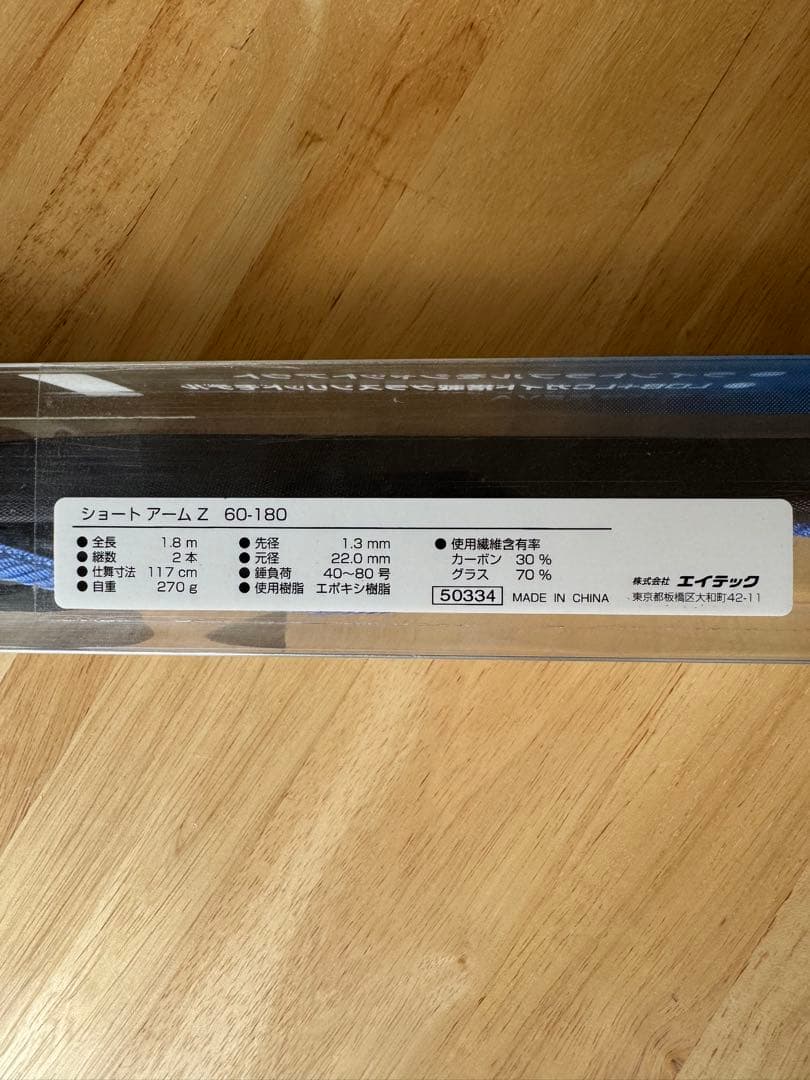 ショート アーム Z 60-180
● 全長 1.8 m
● 継数 2 本
● 仕舞寸法 117 cm
● 自重 270 g
● 先径 1.3 mm
● 元径 22.0 mm
● 錘負荷 40〜80 号
● 使用樹脂 エポキシ樹脂
● 使用繊維含有率
カーボン 30 %
グラス 70 %
50334 MADE IN CHINA
株式会社 エイテック
東京都板橋区大和町42-11